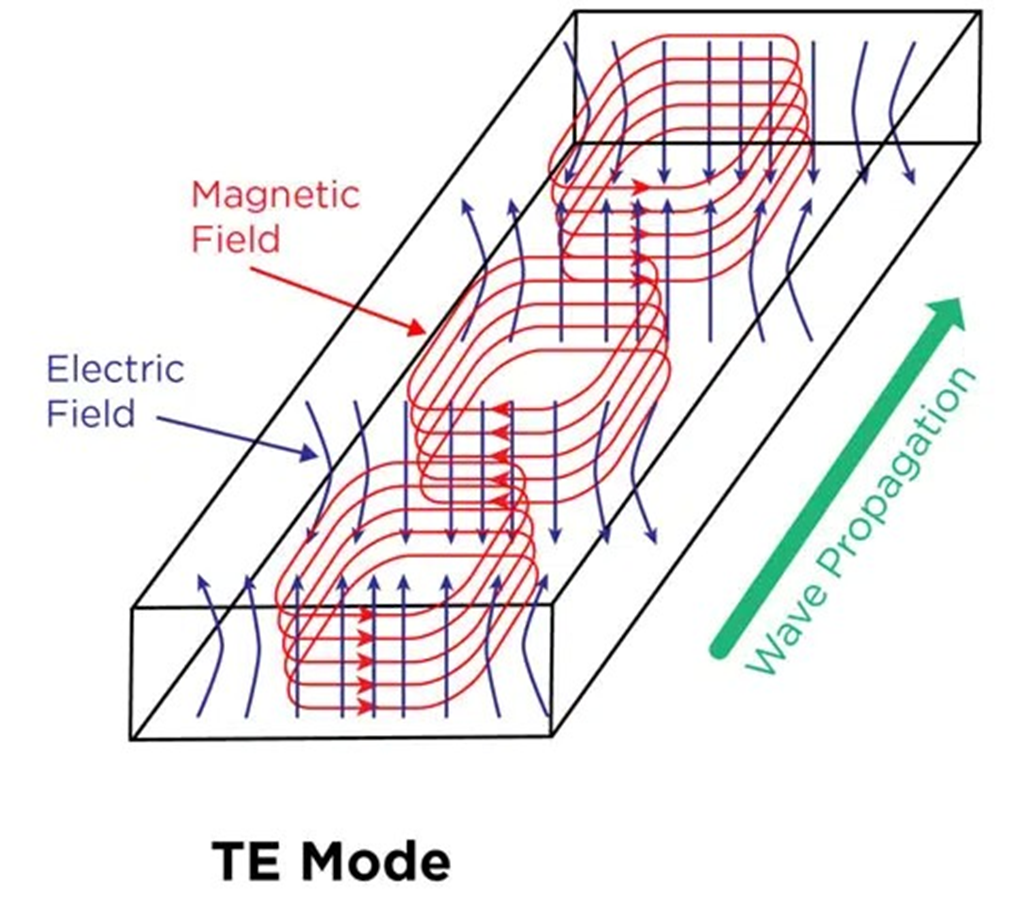 Magnetic
Field
Electric
Field
Wave Propagation
TE Mode